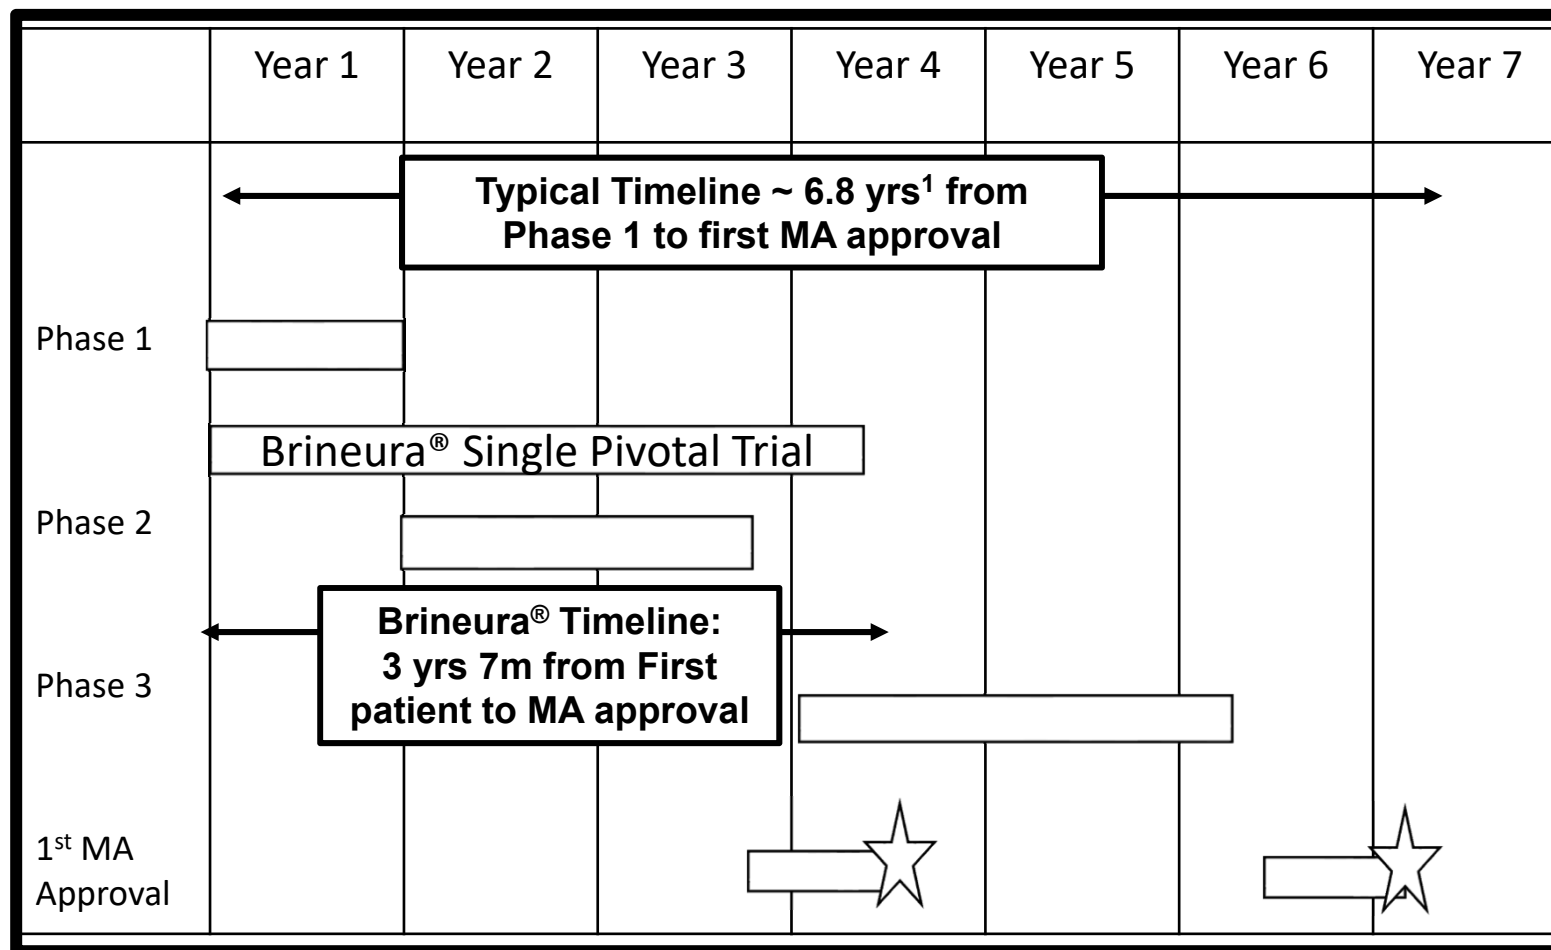 Year 1 Year 2 Year 3 Year 4 Year 5 Year 6 Year 7
Typical Timeline ~ 6.8 yrs¹ from
Phase 1 to first MA approval
Phase 1
Brineura® Single Pivotal Trial
Phase 2
Brineura® Timeline:
3 yrs 7m from First
patient to MA approval
Phase 3
1st MA
Approval